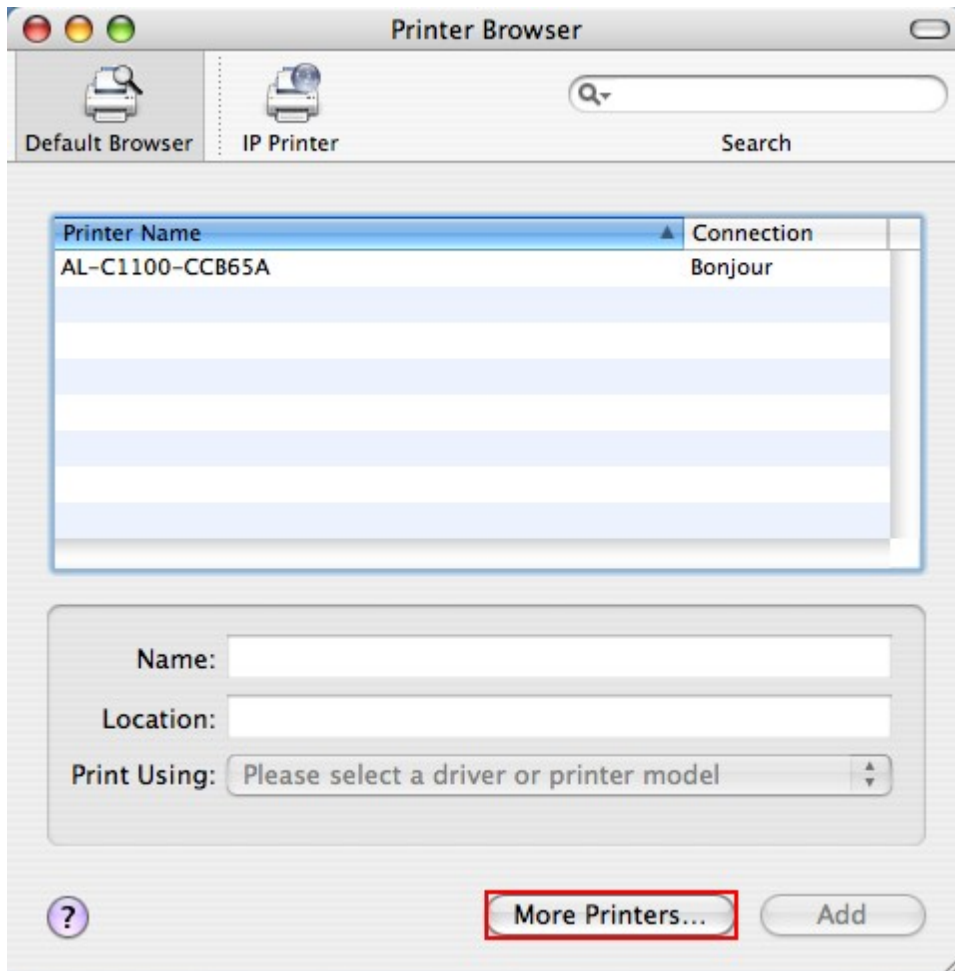 Printer Browser
Default Browser
IP Printer
Search
Printer Name
Connection
AL-C1100-CCB65A
Bonjour
Name:
Location:
Print Using:
Please select a driver or printer model
?
More Printers...
Add